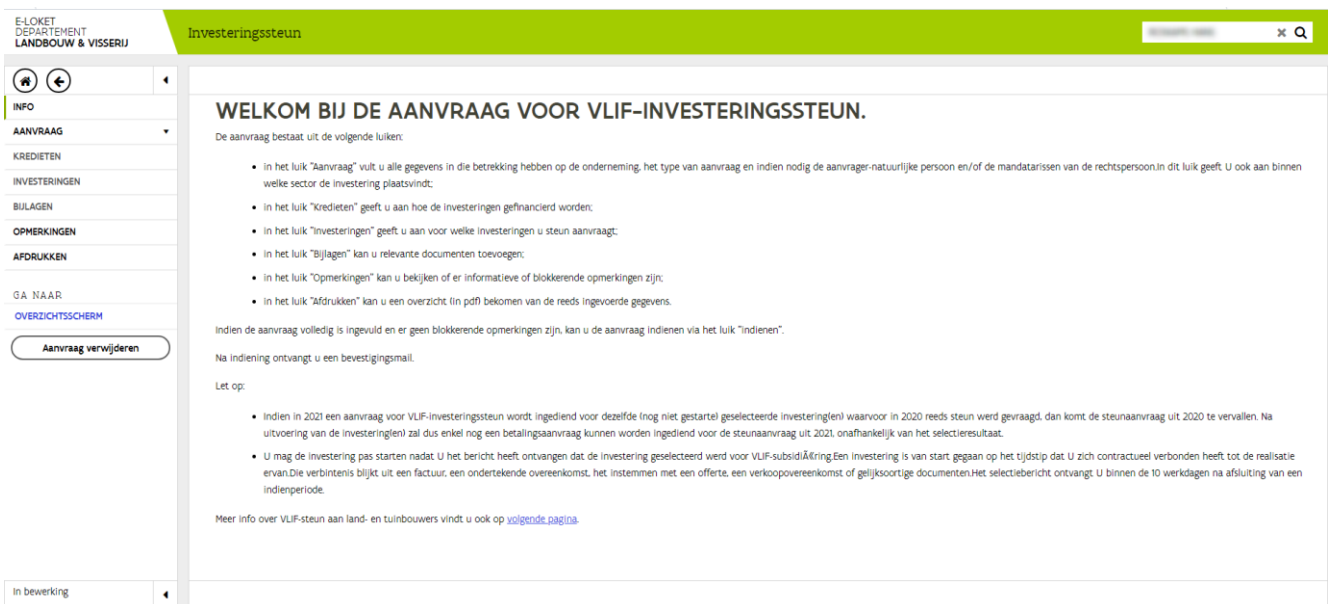 E-LOKET
DEPARTEMENT
LANDBOUW & VISSERIJ
Investeringssteun
INFO
AANVRAAG
KREDIETEN
INVESTERINGEN
BIJLAGEN
OPMERKINGEN
AFDRUKKEN
GA NAAR
OVERZICHTSSCHERM
Aanvraag verwijderen
In bewerking
WELKOM BIJ DE AANVRAAG VOOR VLIF-INVESTERINGSSTEUN.
De aanvraag bestaat uit de volgende luiken:
• in het luik "Aanvraag" vult u alle gegevens in die betrekking hebben op de onderneming, het type van aanvraag en indien nodig de aanvrager-natuurlijke persoon en/of de mandatarissen van de rechtspersoon.In dit luik geeft U ook aan binnen
welke sector de investering plaatsvindt;
• in het luik "Kredieten" geeft u aan hoe de investeringen gefinancierd worden;
• in het luik "Investeringen" geeft u aan voor welke investeringen u steun aanvraagt;
• in het luik "Bijlagen" kan u relevante documenten toevoegen;
• in het luik "Opmerkingen" kan u bekijken of er informatieve of blokkerende opmerkingen zijn;
• in het luik "Afdrukken" kan u een overzicht (in pdf) bekomen van de reeds ingevoerde gegevens.
Indien de aanvraag volledig is ingevuld en er geen blokkerende opmerkingen zijn, kan u de aanvraag indienen via het luik "Indienen".
Na indiening ontvangt u een bevestigingsmail.
Let op:
• Indien in 2021 een aanvraag voor VLIF-investeringssteun wordt ingediend voor dezelfde (nog niet gestarte) geselecteerde investering(en) waarvoor in 2020 reeds steun werd gevraagd, dan komt de steunaanvraag uit 2020 te vervallen. Na
uitvoering van de investering(en) zal dus enkel nog een betalingsaanvraag kunnen worden ingediend voor de steunaanvraag uit 2021, onafhankelijk van het selectieresultaat.
• U mag de investering pas starten nadat U het bericht heeft ontvangen dat de investering geselecteerd werd voor VLIF-subsidiÃ«ring.Een investering is van start gegaan op het tijdstip dat U zich contractueel verbonden heeft tot de realisatie
ervan.Die verbintenis blijkt uit een factuur, een ondertekende overeenkomst, het instemmen met een offerte, een verkoopovereenkomst of gelijksoortige documenten.Het selectiebericht ontvangt U binnen de 10 werkdagen na afsluiting van een
indienperiode.
Meer info over VLIF-steun aan land- en tuinbouwers vindt u ook op volgende pagina.